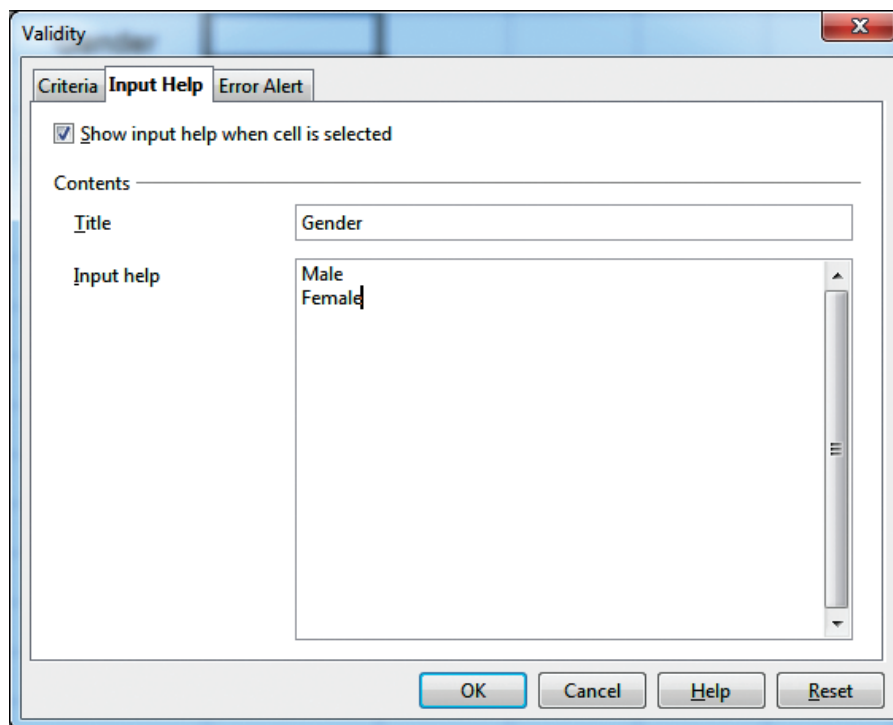 Validity
Gender
Criteria Input Help Error Alert
Show input help when cell is selected
Contents
Title Gender
Input help Male
Female
OK Cancel Help Reset